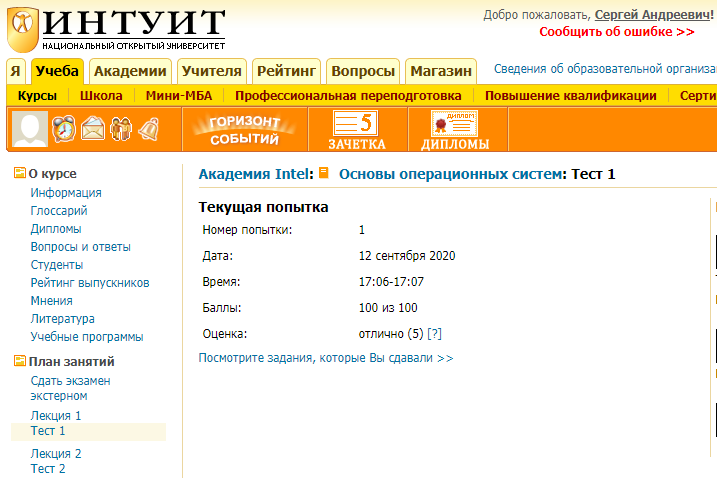 ИНТУИТ
НАЦИОНАЛЬНЫЙ ОТКРЫТЫЙ УНИВЕРСИТЕТ
Добро пожаловать, Сергей Андреевич!
Сообщить об ошибке >>
Я Учеба Академии Учителя Рейтинг Вопросы Магазин
Сведения об образовательной организа
Курсы Школа Мини-МБА Профессиональная переподготовка Повышение квалификации Серти
ГОРИЗОНТ СОБЫТИЙ
5
ЗАЧЕТКА
ДИПЛОМ
ДИПЛОМЫ
О курсе
Информация
Глоссарий
Дипломы
Вопросы и ответы
Студенты
Рейтинг выпускников
Мнения
Литература
Учебные программы
План занятий
Сдать экзамен
экстерном
Лекция 1
Тест 1
Лекция 2
Тест 2
Академия Intel: Основы операционных систем: Тест 1
Текущая попытка
Номер попытки: 1
Дата: 12 сентября 2020
Время: 17:06-17:07
Баллы: 100 из 100
Оценка: отлично (5) [?]
Посмотрите задания, которые Вы сдавали >>